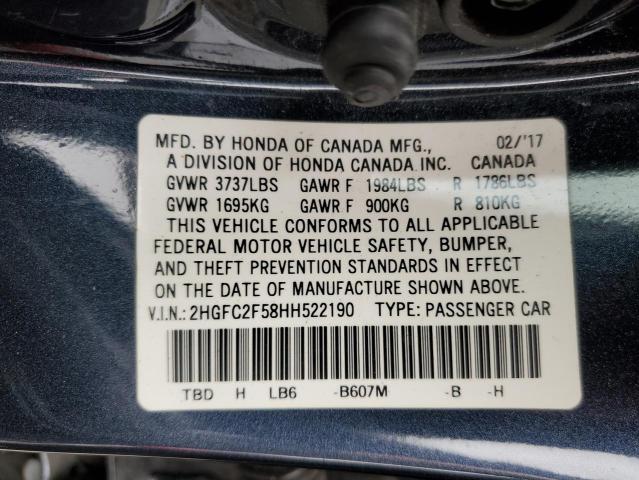 MFD. BY HONDA OF CANADA MFG., 02/'17
A DIVISION OF HONDA CANADA INC. CANADA
GVWR 3737LBS GAWR F 1984LBS R 1786LBS
GVWR 1695KG GAWR F 900KG R 810KG
THIS VEHICLE CONFORMS TO ALL APPLICABLE
FEDERAL MOTOR VEHICLE SAFETY, BUMPER,
AND THEFT PREVENTION STANDARDS IN EFFECT
ON THE DATE OF MANUFACTURE SHOWN ABOVE.
V.I.N.: 2HGFC2F58HH522190 TYPE: PASSENGER CAR
TBD H LB6 -B607M -B -H